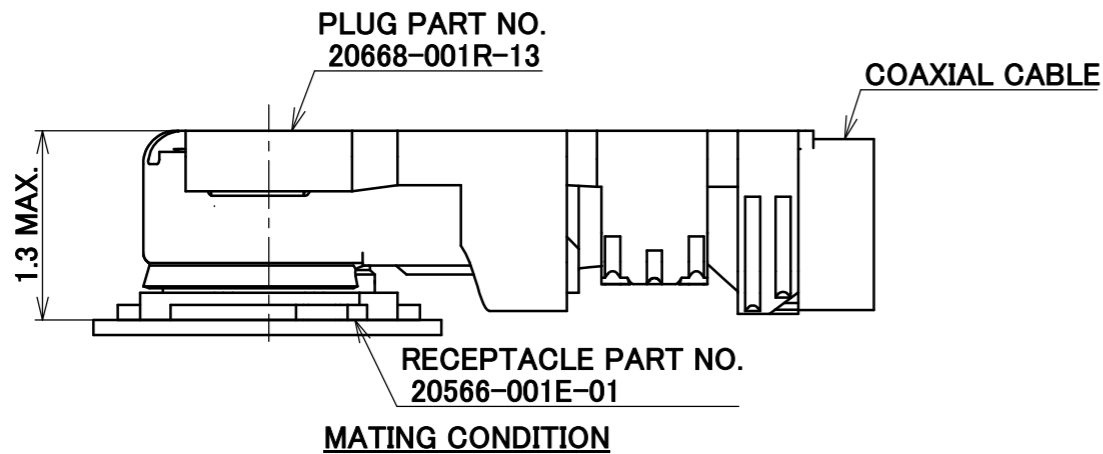 PLUG PART NO.
20668-001R-13
COAXIAL CABLE
1.3 MAX.
RECEPTACLE PART NO.
20566-001E-01
MATING CONDITION